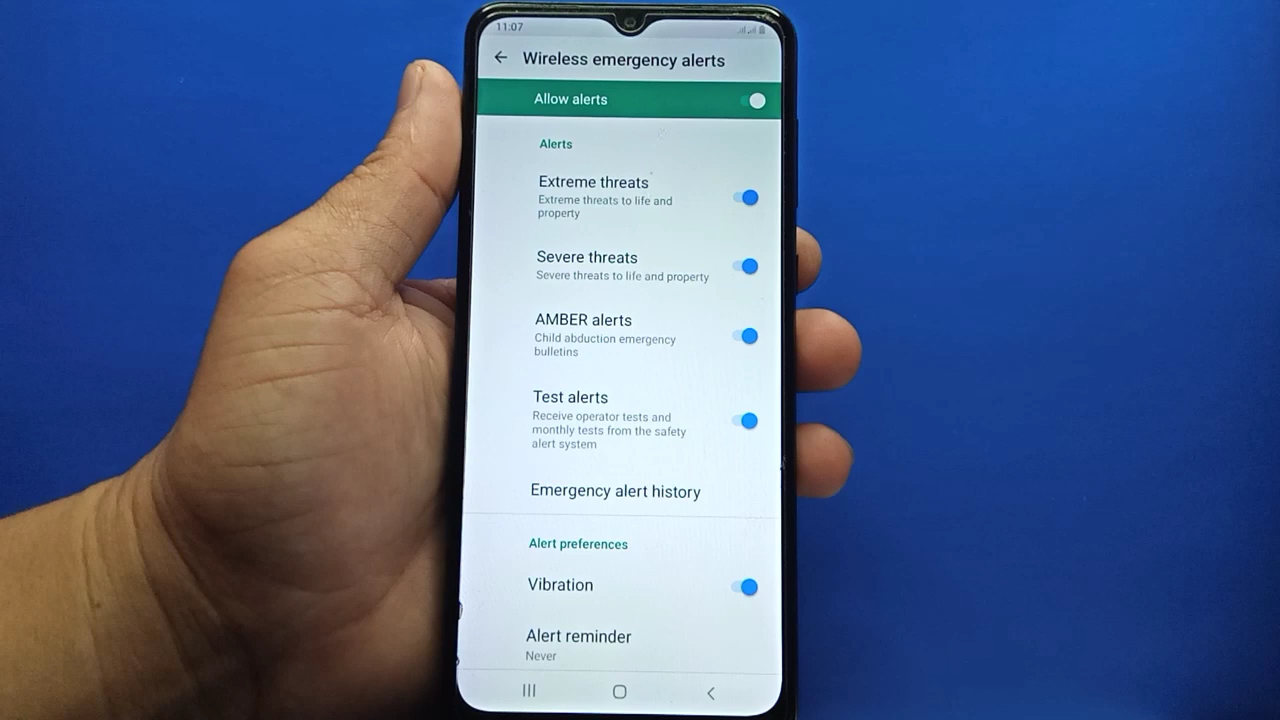 11:07
Wireless emergency alerts
Allow alerts
Alerts
Extreme threats
Extreme threats to life and
property
Severe threats
Severe threats to life and property
AMBER alerts
Child abduction emergency
bulletins
Test alerts
Receive operator tests and
monthly tests from the safety
alert system
Emergency alert history
Alert preferences
Vibration
Alert reminder
Never